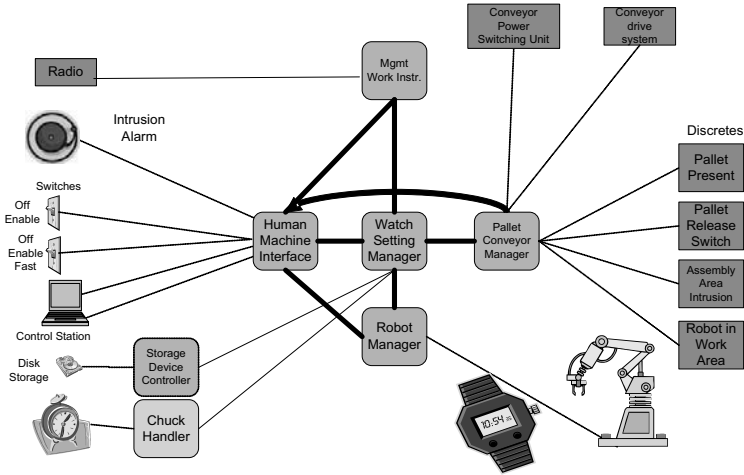 Conveyor
Power
Switching Unit
Conveyor
drive
system
Mgmt
Work Instr.
Radio
Intrusion
Alarm
Discretes
Pallet
Present
Switches
Off
Enable
Off
Enable
Fast
Human
Machine
Interface
Watch
Setting
Manager
Pallet
Conveyor
Manager
Pallet
Release
Switch
Assembly
Area
Intrusion
Control Station
Robot
Manager
Robot in
Work
Area
Disk
Storage
Storage
Device
Controller
Chuck
Handler
10:54